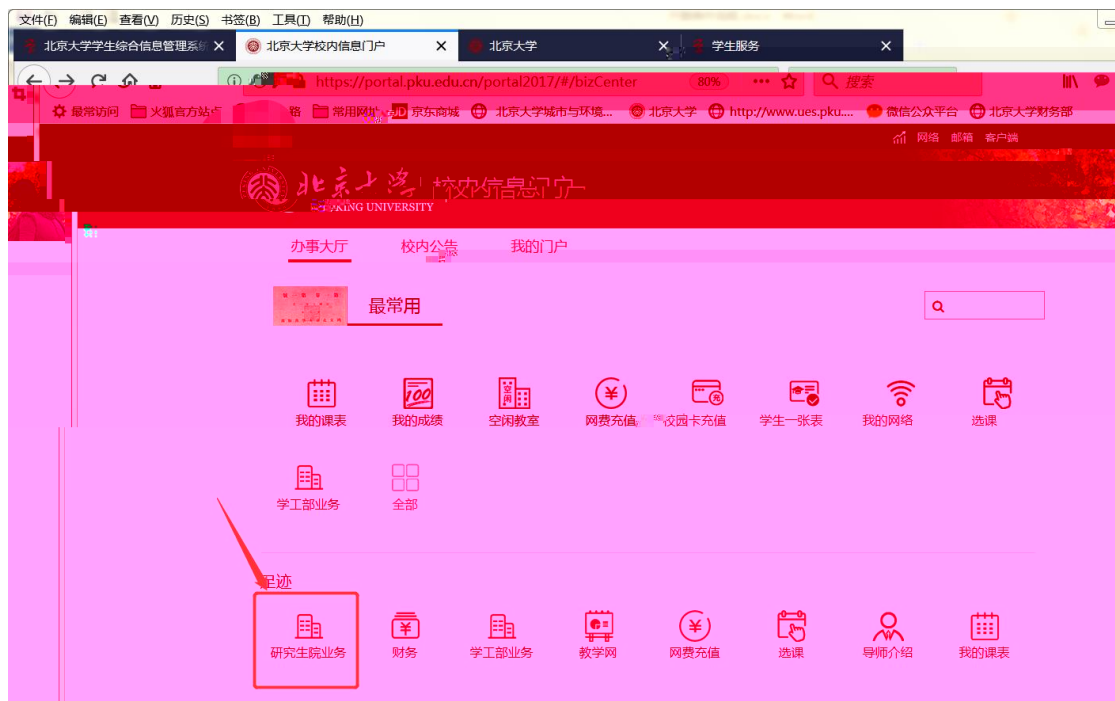 文件(F) 编辑(E) 查看(V) 历史(S) 书签(B) 工具(T) 帮助(H)
北京大学学生综合信息管理系 × 北京大学校内信息门户 × 北京大学 × 学生服务 ×
https://portal.pku.edu.cn/portal2017/#/bizCenter 80% 搜索
最常访问 火狐官方站点 常用网址 JD 京东商城 北京大学城市与环境... 北京大学 http://www.ues.pku.... 微信公众平台 北京大学财务部
网络 邮箱 客户端
北京大学 校内信息门户
PEKING UNIVERSITY
办事大厅 校内公告 我的门户
最常用
我的课表 我的成绩 空闲教室 网费充值 校园卡充值 学生一张表 我的网络 选课
学工部业务 全部
足迹
研究生院业务 财务 学工部业务 教学网 网费充值 选课 导师介绍 我的课表